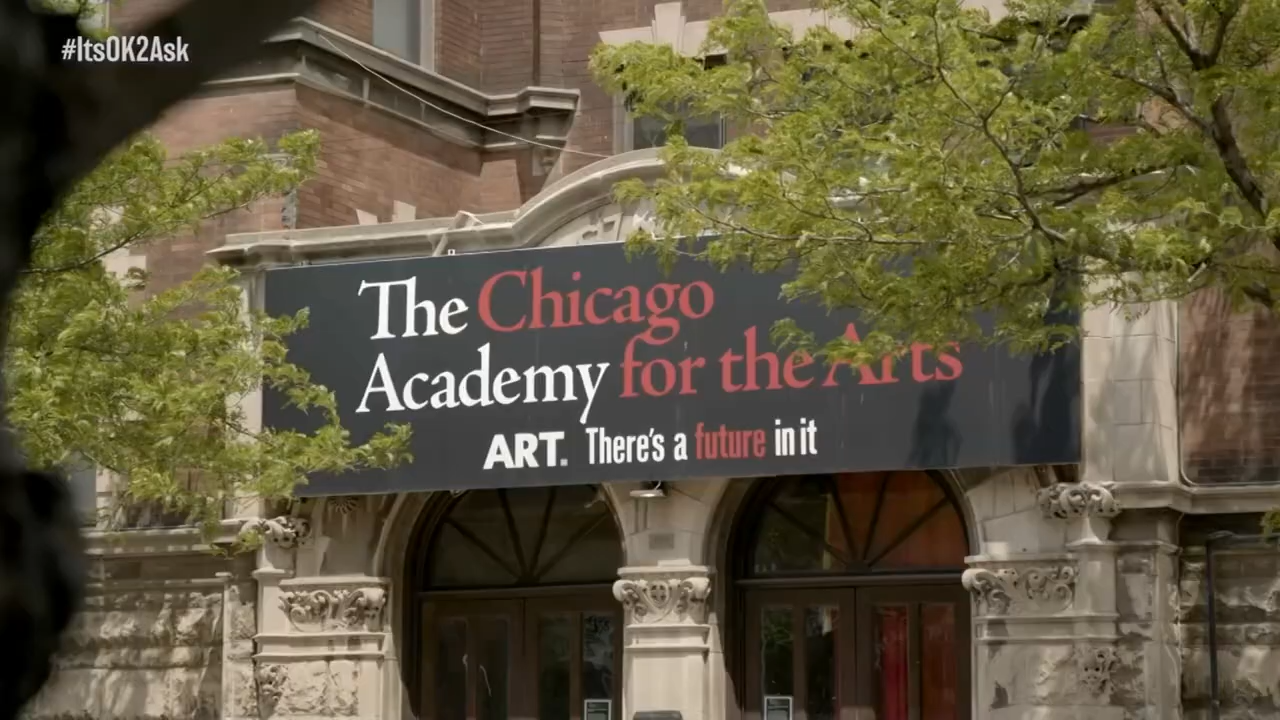 #ItsOK2Ask
The Chicago
Academy for the Arts
ART. There's a future in it